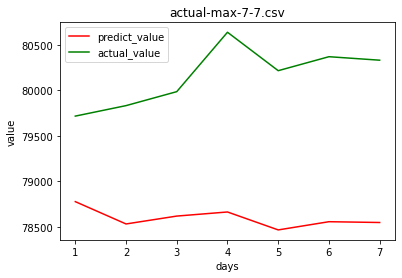 actual-max-7-7.csv
predict_value
actual_value
80500
80000
79500
79000
78500
value
1 2 3 4 5 6 7
days